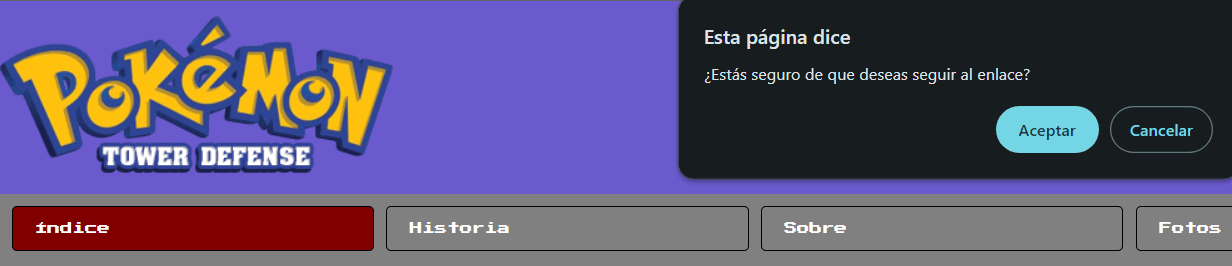 POKéMON
TOWER DEFENSE
Esta página dice
¿Estás seguro de que deseas seguir al enlace?
Aceptar
Cancelar
índice
Historia
Sobre
Fotos